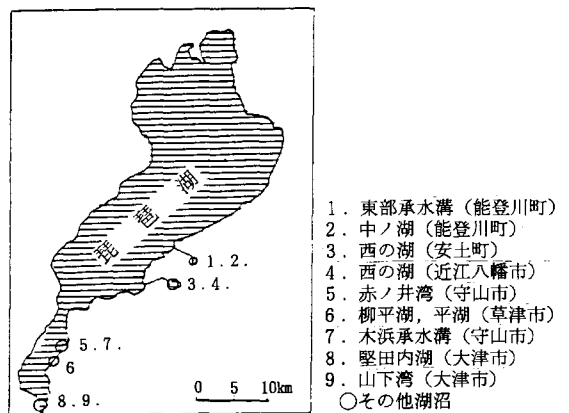 琵琶湖
1.2.
3.4.
5.7.
6
8.9.
0 5 10km
1．東部承水溝（能登川町）
2．中ノ湖（能登川町）
3．西の湖（安土町）
4．西の湖（近江八幡市）
5．赤ノ井湾（守山市）
6．柳平湖，平湖（草津市）
7．木浜承水溝（守山市）
8．堅田内湖（大津市）
9．山下湾（大津市）
○その他湖沼